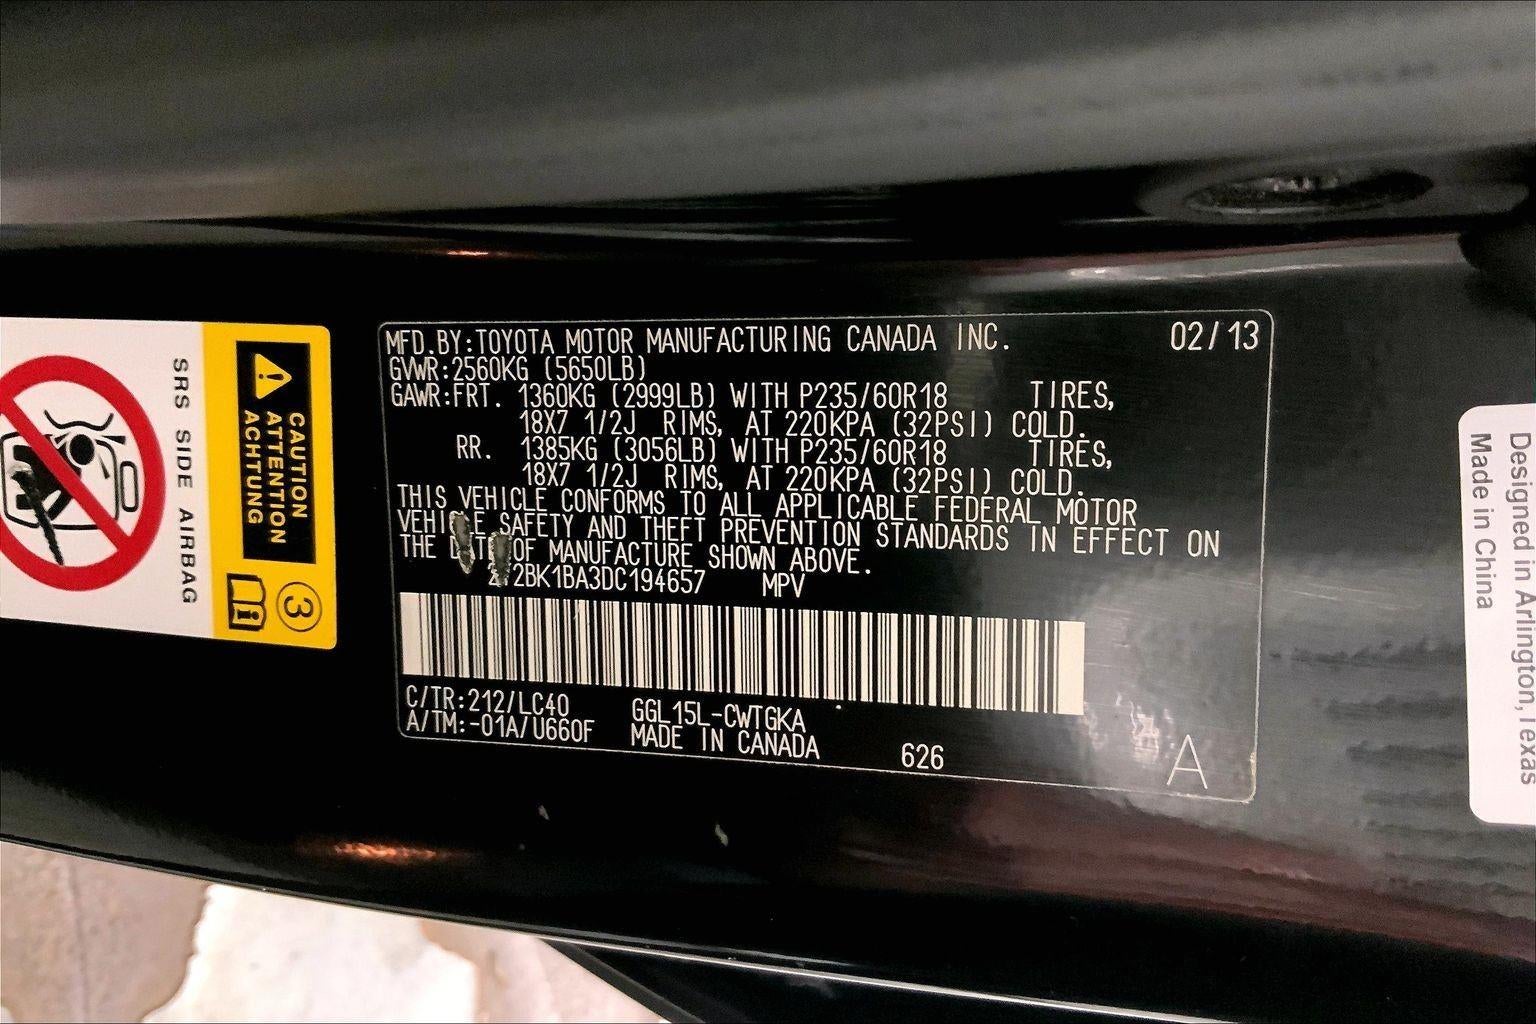 MFD.BY:TOYOTA MOTOR MANUFACTURING CANADA INC. 02/13
GVWR:2560KG (5650LB)
GAWR:FRT. 1360KG (2999LB) WITH P235/60R18 TIRES,
18X7 1/2J RIMS, AT 220KPA (32PSI) COLD.
RR. 1385KG (3056LB) WITH P235/60R18 TIRES,
18X7 1/2J RIMS, AT 220KPA (32PSI) COLD.
THIS VEHICLE CONFORMS TO ALL APPLICABLE FEDERAL MOTOR
VEHICLE SAFETY AND THEFT PREVENTION STANDARDS IN EFFECT ON
THE DATE OF MANUFACTURE SHOWN ABOVE.
2T2BK1BA3DC194657 MPV
C/TR:212/LC40 GGL15L-CWTGKA
A/TM:-01A/U660F MADE IN CANADA 626 A
CAUTION
ATTENTION
ACHTUNG
3
SRS SIDE AIRBAG
Designed in Arlington, Texas
Made in China